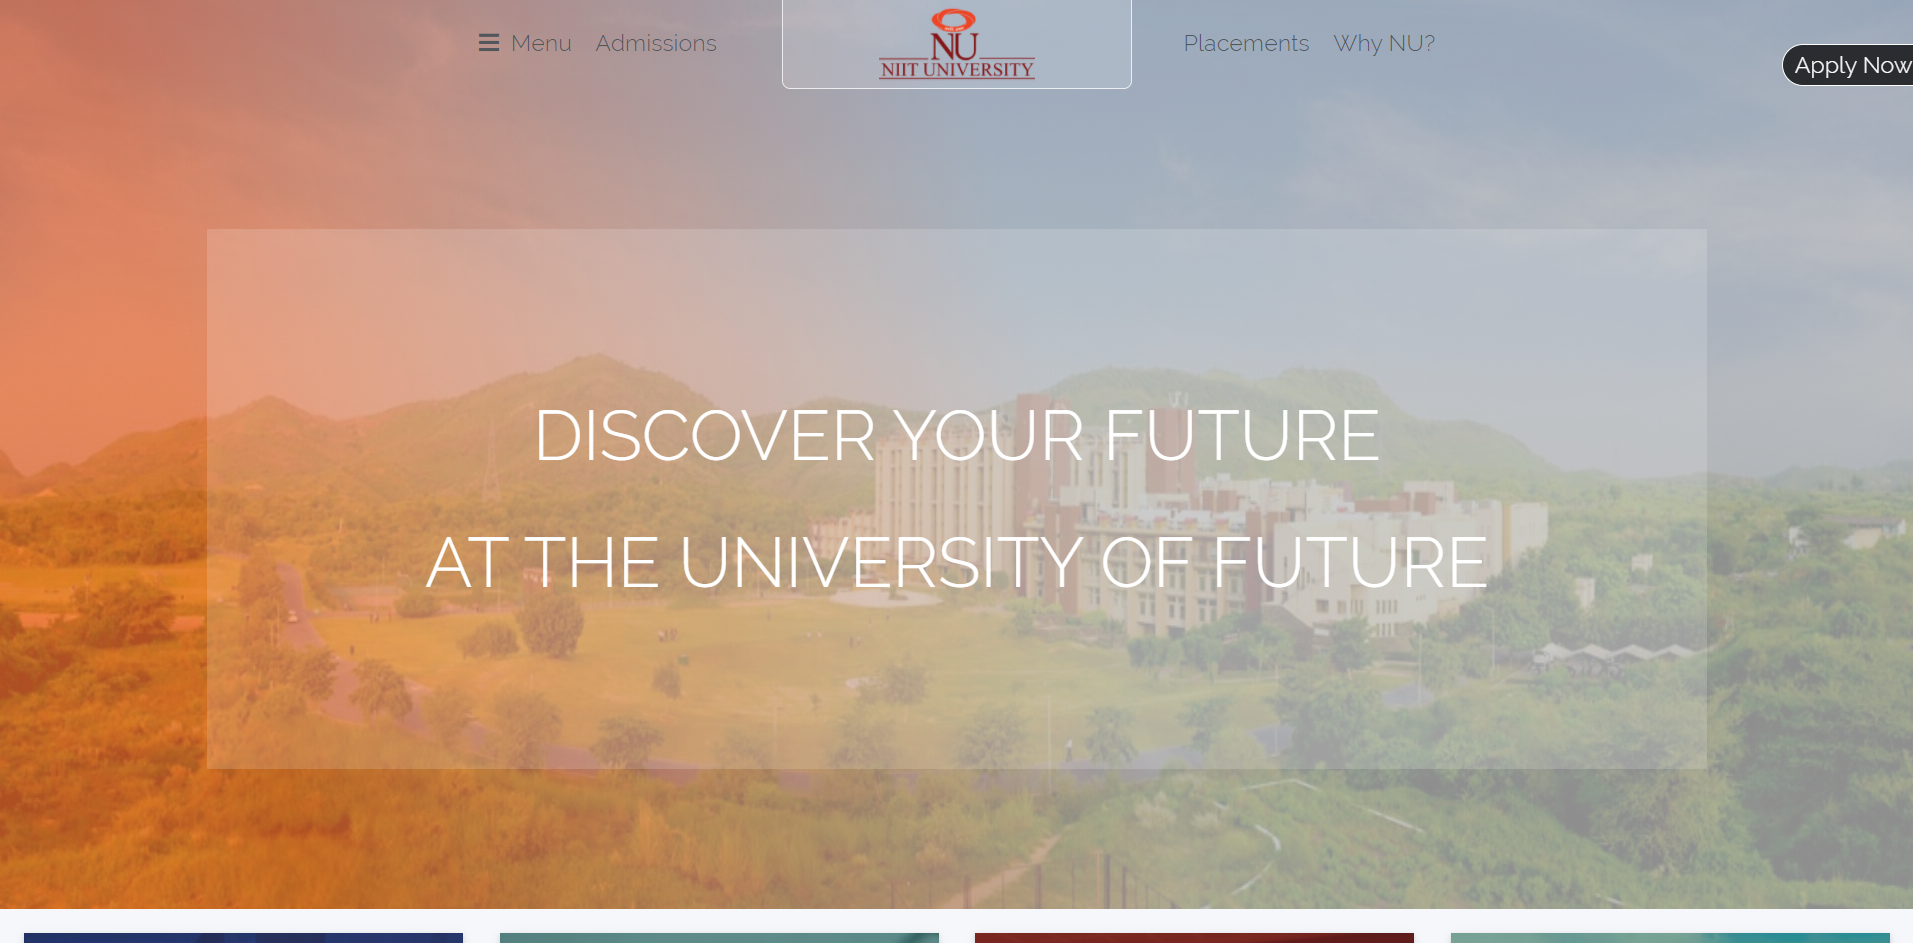 Menu
Admissions
NU
NIIT UNIVERSITY
Placements
Why NU?
Apply Now
DISCOVER YOUR FUTURE
AT THE UNIVERSITY OF FUTURE